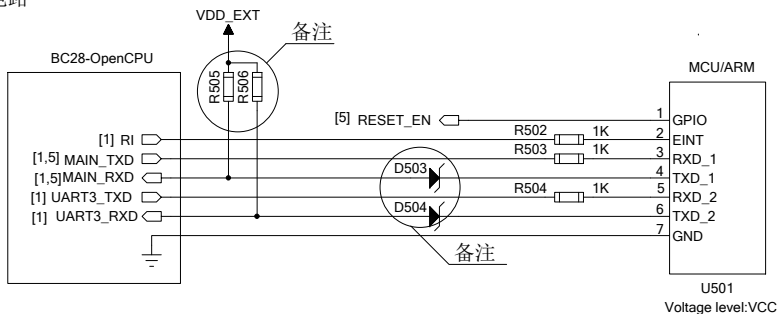 VDD_EXT
备注
BC28-OpenCPU
MCU/ARM
R505
R506
[5] RESET_EN
1 GPIO
[1] RI
R502 1K
2 EINT
[1,5] MAIN_TXD
R503 1K
3 RXD_1
[1,5]MAIN_RXD
D503
4 TXD_1
[1] UART3_TXD
R504 1K
5 RXD_2
[1] UART3_RXD
D504
6 TXD_2
7 GND
备注
U501
Voltage level:VCC